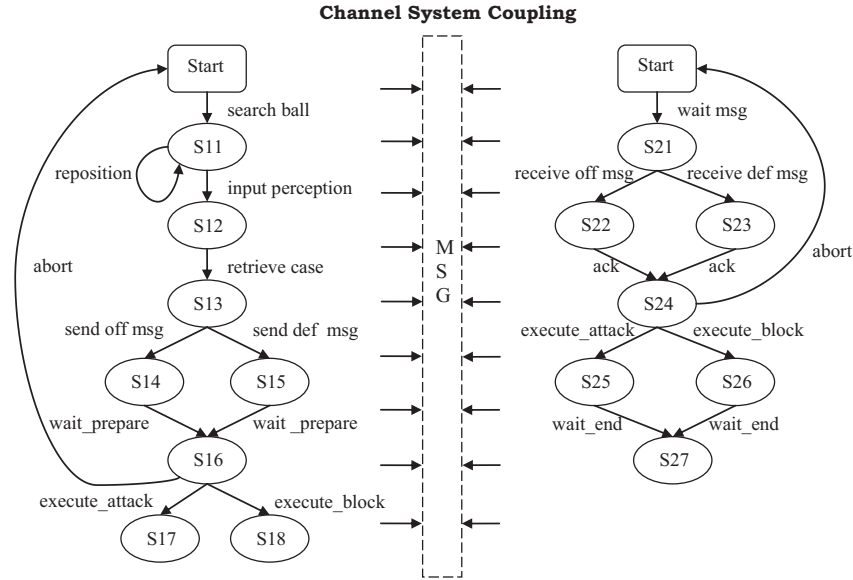 Channel System Coupling
Start
search ball
S11
reposition
input perception
S12
retrieve case
abort
S13
send off msg
send def msg
S14
S15
wait_prepare
wait _prepare
S16
execute_attack
execute_block
S17
S18
M
S
G
Start
wait msg
S21
receive off msg
receive def msg
S22
S23
abort
ack
ack
S24
execute_attack
execute_block
S25
S26
wait_end
wait_end
S27